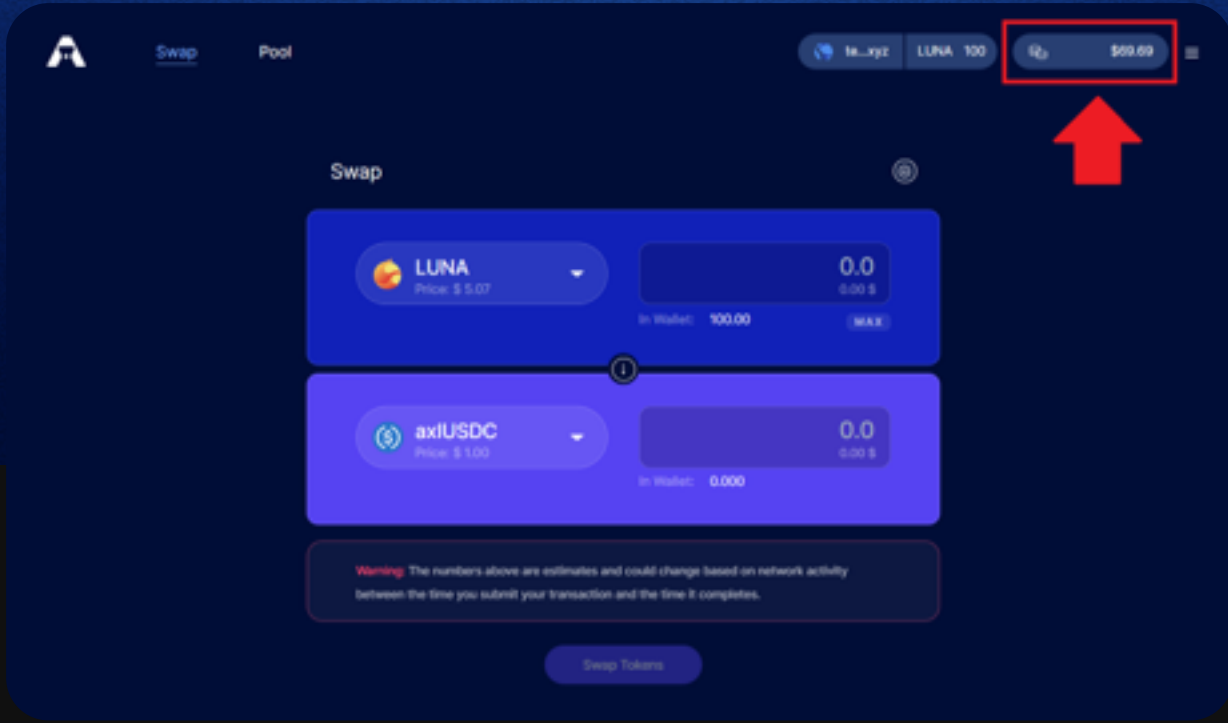 Swap
Pool
te...xyz
LUNA 100
$69.69
Swap
LUNA
Price: $ 5.07
0.0
0.00 $
In Wallet: 100.00
MAX
axlUSDC
Price: $ 1.00
0.0
0.00 $
In Wallet: 0.000
Warning: The numbers above are estimates and could change based on network activity
between the time you submit your transaction and the time it completes.
Swap Tokens